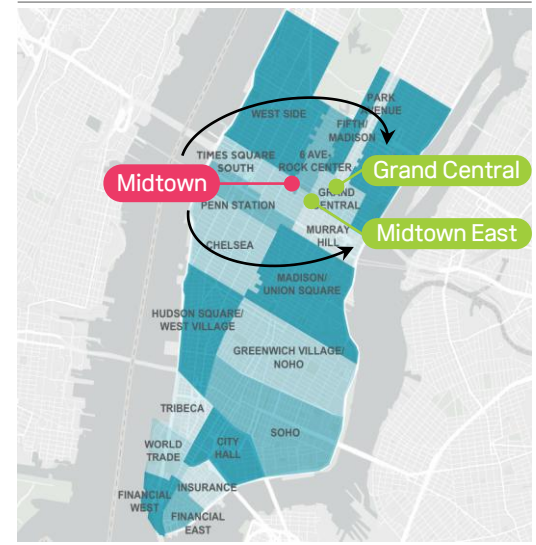 PARK
AVENUE
WEST SIDE
FIFTH/
MADISON
TIMES SQUARE
SOUTH
6 AVE-
ROCK CENTER
Grand Central
Midtown
GRAND
CENTRAL
PENN STATION
MURRAY
HILL
Midtown East
CHELSEA
MADISON/
UNION SQUARE
HUDSON SQUARE/
WEST VILLAGE
GREENWICH VILLAGE/
NOHO
TRIBECA
SOHO
WORLD
TRADE
CITY
HALL
INSURANCE
FINANCIAL
WEST
FINANCIAL
EAST